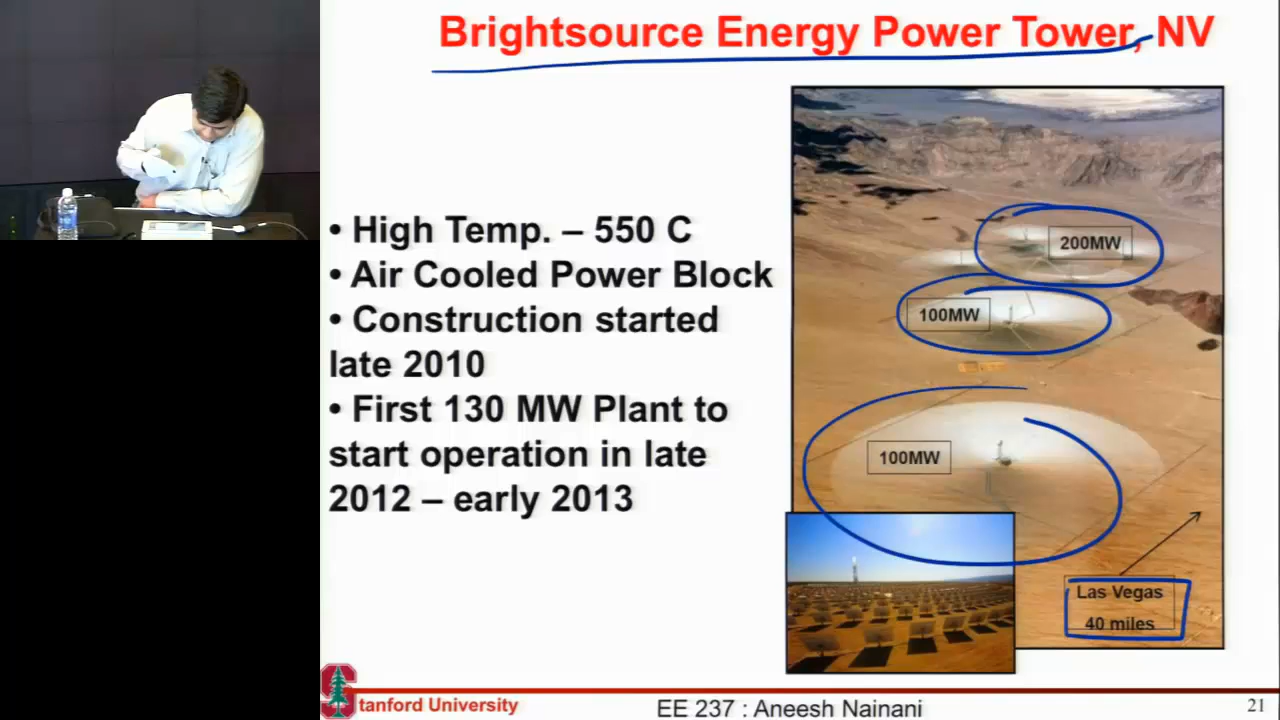 Brightsource Energy Power Tower, NV
• High Temp. – 550 C
• Air Cooled Power Block
• Construction started
late 2010
• First 130 MW Plant to
start operation in late
2012 – early 2013
200MW
100MW
100MW
Las Vegas
40 miles
Stanford University
EE 237 : Aneesh Nainani
21